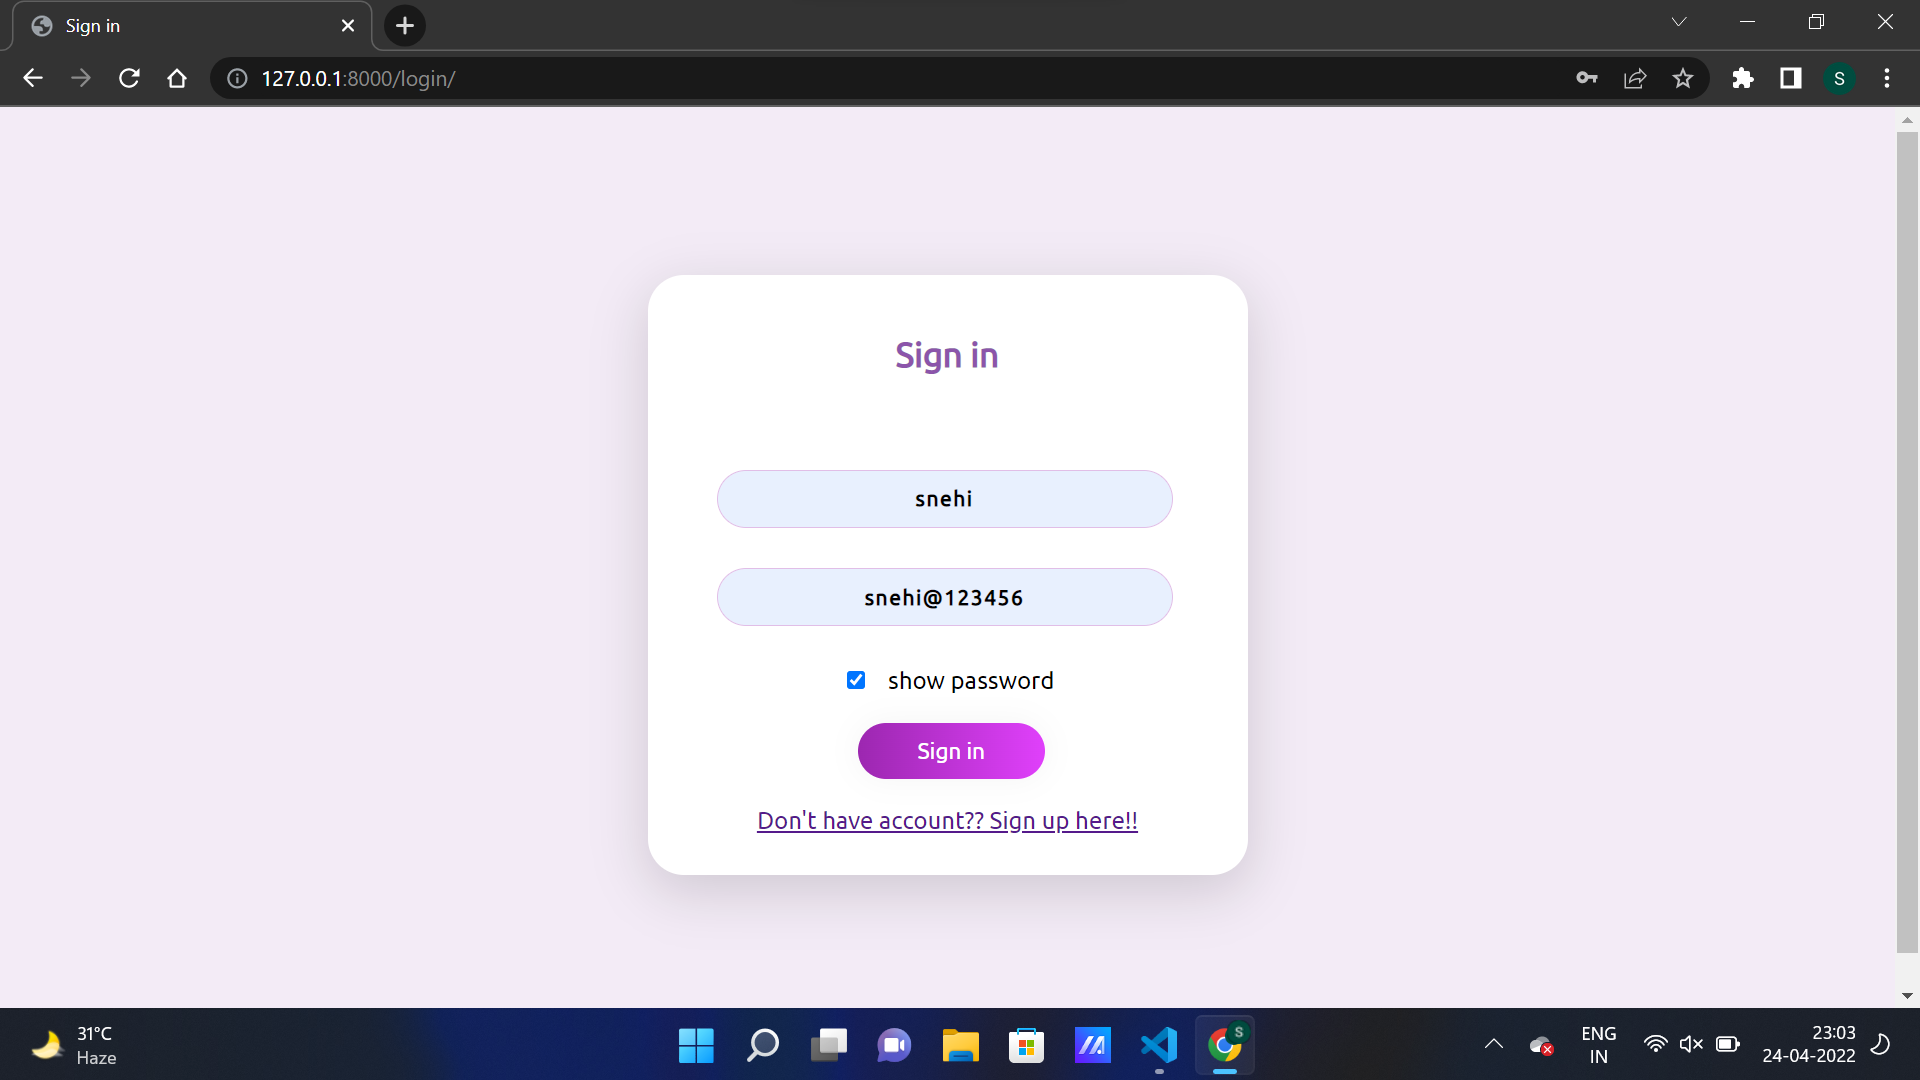 Sign in
127.0.0.1:8000/login/
S
Sign in
snehi
snehi@123456
show password
Sign in
Don't have account?? Sign up here!!
31°C
Haze
S
ENG
IN
23:03
24-04-2022